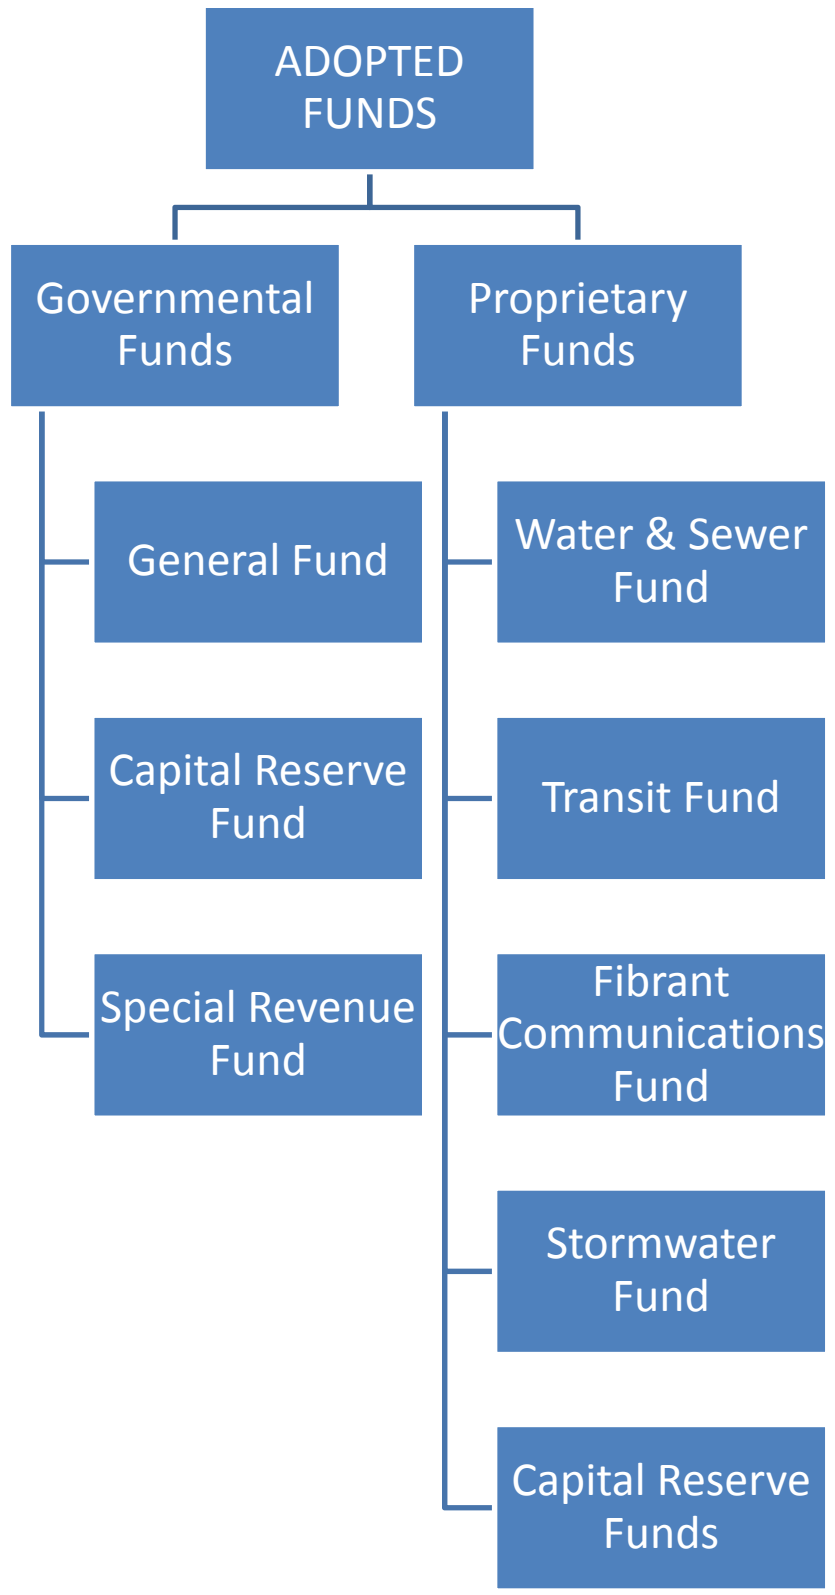 ADOPTED
FUNDS
Governmental
Funds
Proprietary
Funds
General Fund
Capital Reserve
Fund
Special Revenue
Fund
Water & Sewer
Fund
Transit Fund
Fibrant
Communications
Fund
Stormwater
Fund
Capital Reserve
Funds